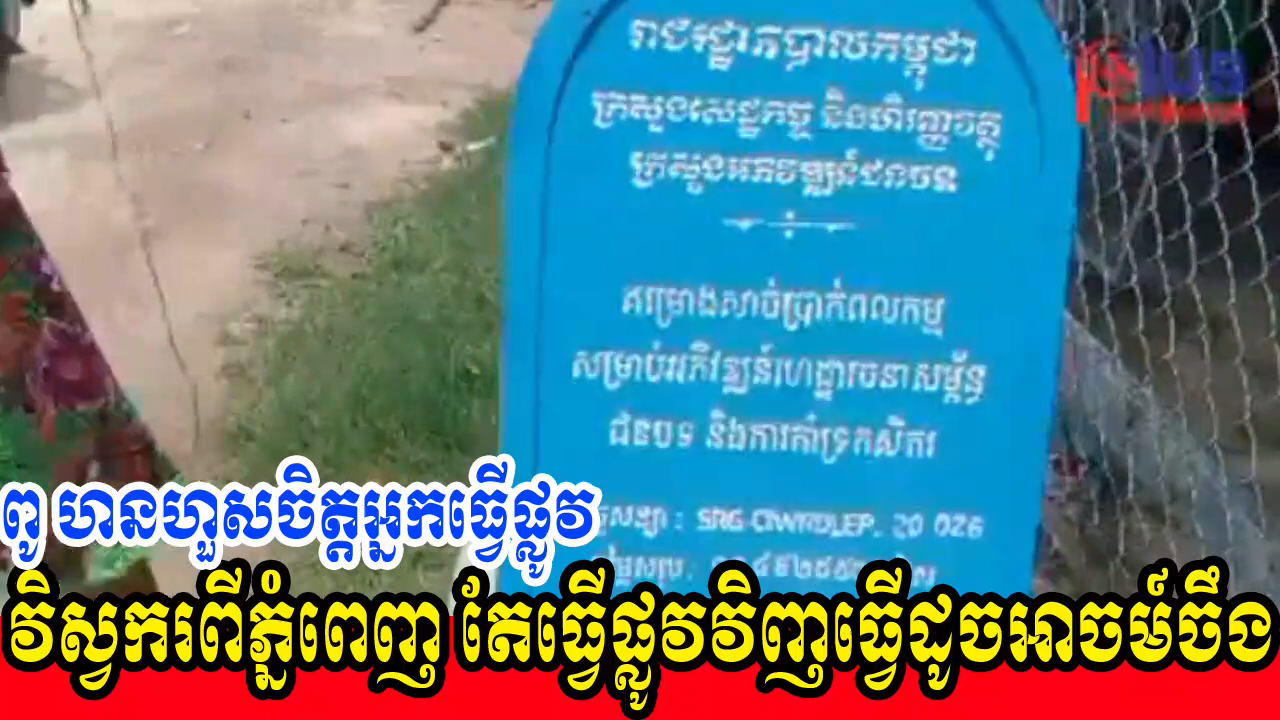 រាជរដ្ឋាភិបាលកម្ពុជា
ក្រសួងសេដ្ឋកិច្ច និងហិរញ្ញវត្ថុ
ក្រសួងអភិវឌ្ឍន៍ជនបទ
គម្រោងសាច់ប្រាក់ពលកម្ម
សម្រាប់អភិវឌ្ឍន៍ហេដ្ឋារចនាសម្ព័ន្ធ
ជនបទ និងការគាំទ្រកសិករ
SRG-CIWRDLEP. 20 026
ពូ ហនហួសចិត្តអ្នកធ្វើផ្លូវ
វិស្វករពីភ្នំពេញ តែធ្វើផ្លូវវិញធ្វើដូចអាចម៍ចឹង